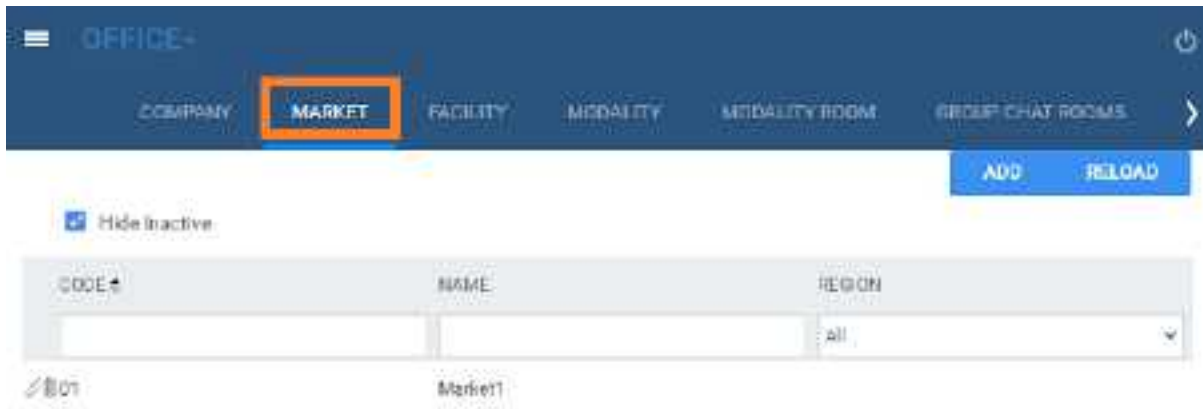 OFFICE+
COMPANY MARKET FACILITY MODALITY MODALITY ROOM GROUP CHAT ROOMS
ADD RELOAD
Hide Inactive
CODE NAME REGION
All
01 Market1